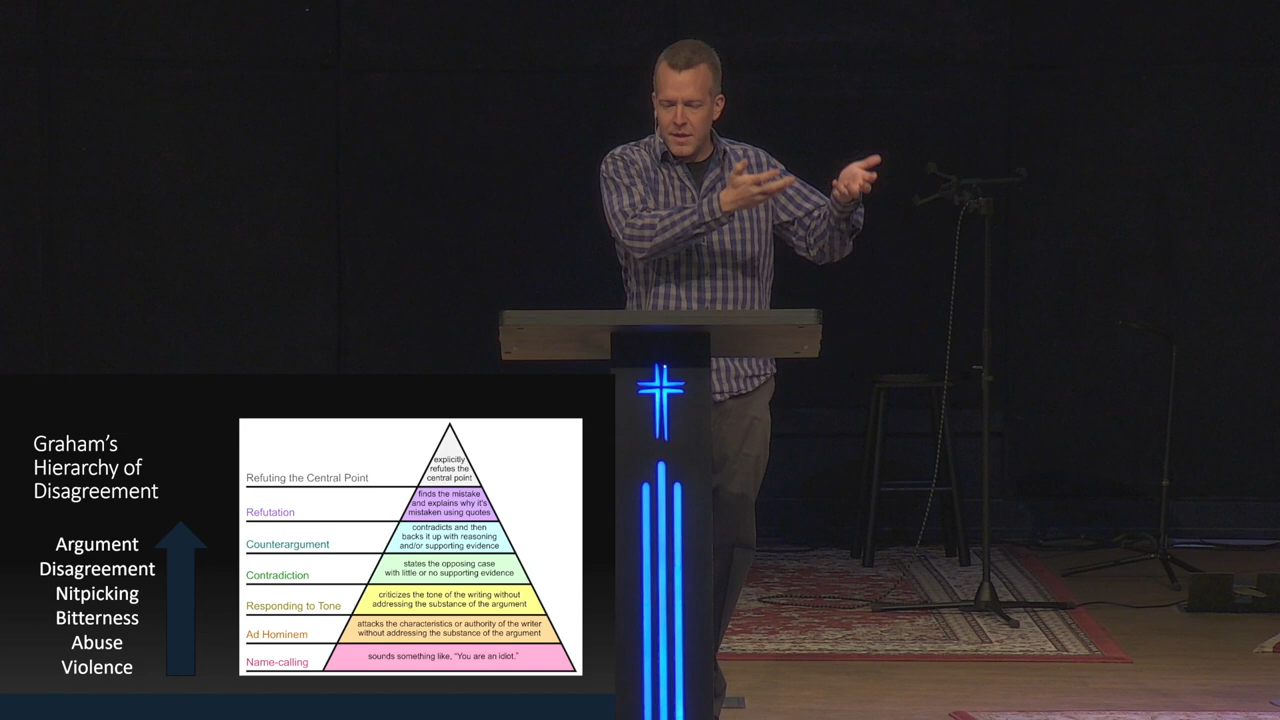 Graham's
Hierarchy of
Disagreement
Argument
Disagreement
Nitpicking
Bitterness
Abuse
Violence
Refuting the Central Point
explicitly
refutes the
central point
Refutation
finds the mistake
and explains why it's
mistaken using quotes
Counterargument
contradicts and then
backs it up with reasoning
and/or supporting evidence
Contradiction
states the opposing case
with little or no supporting evidence
Responding to Tone
criticizes the tone of the writing without
addressing the substance of the argument
Ad Hominem
attacks the characteristics or authority of the writer
without addressing the substance of the argument
Name-calling
sounds something like, "You are an idiot."